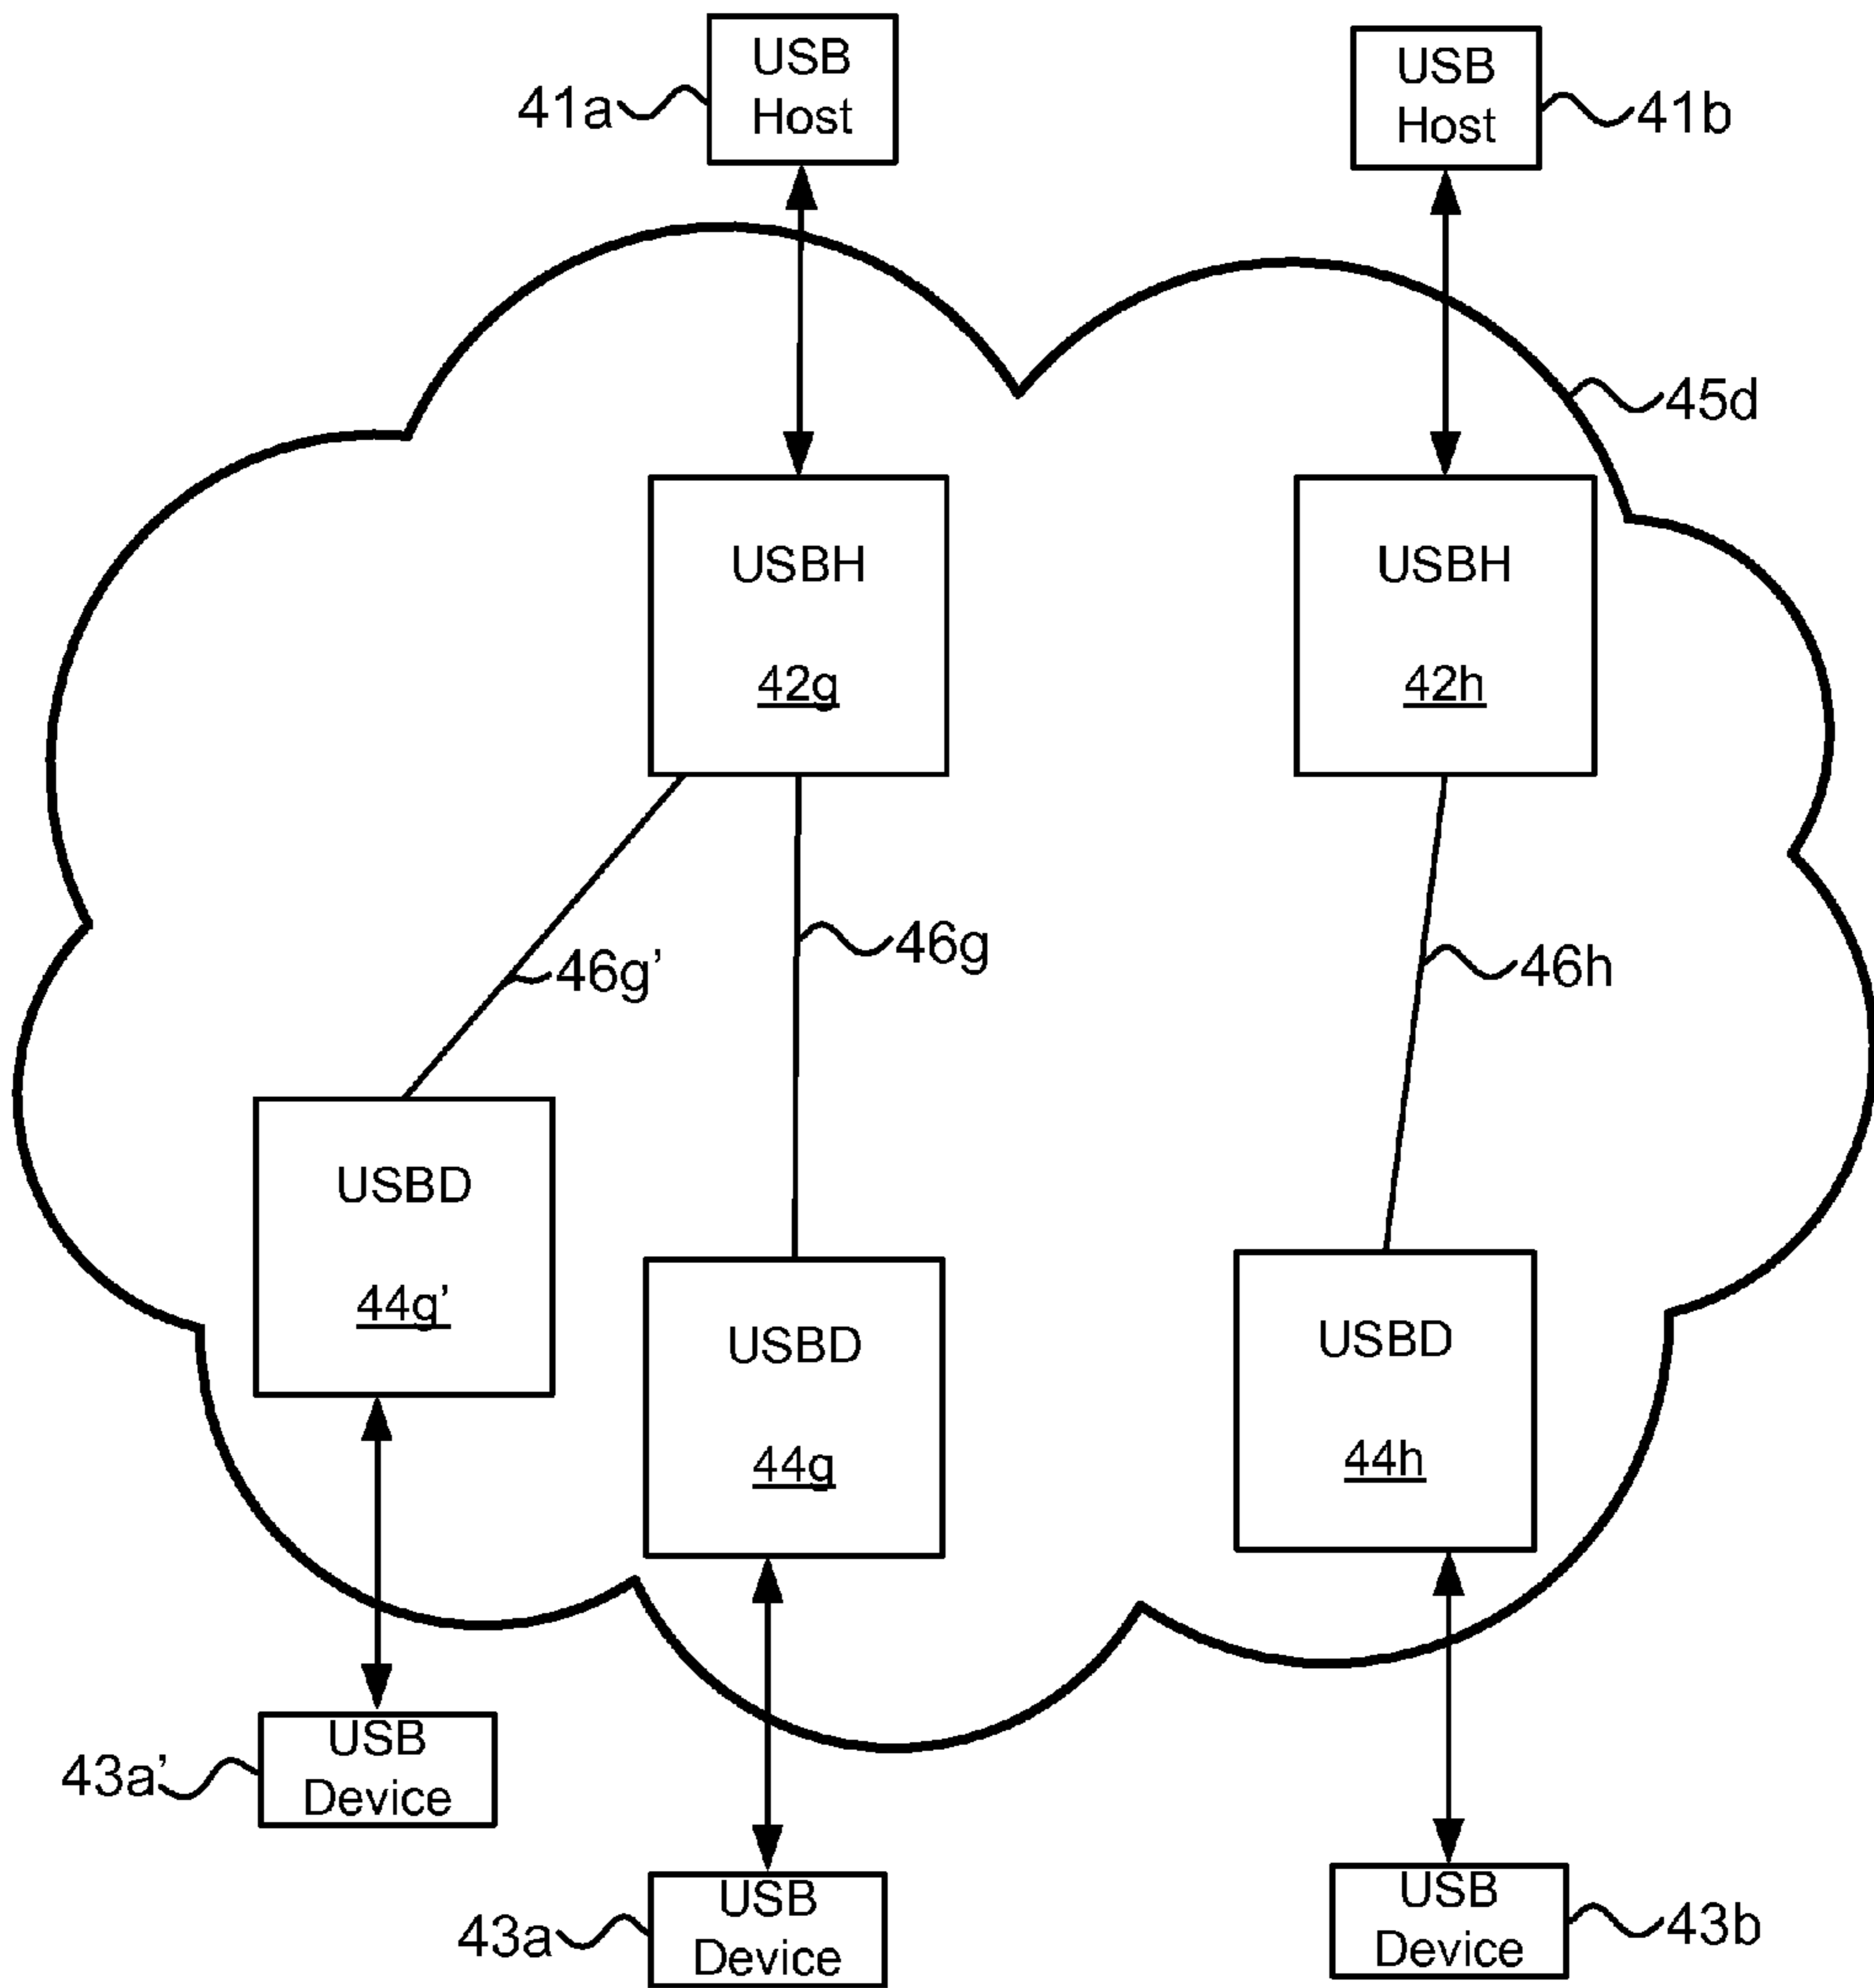 USB
Host
41a
USB
Host
41b
45d
USBH
42g
USBH
42h
46g'
46g
46h
USBD
44g'
USBD
44g
USBD
44h
USB
Device
43a'
USB
Device
43a
USB
Device
43b